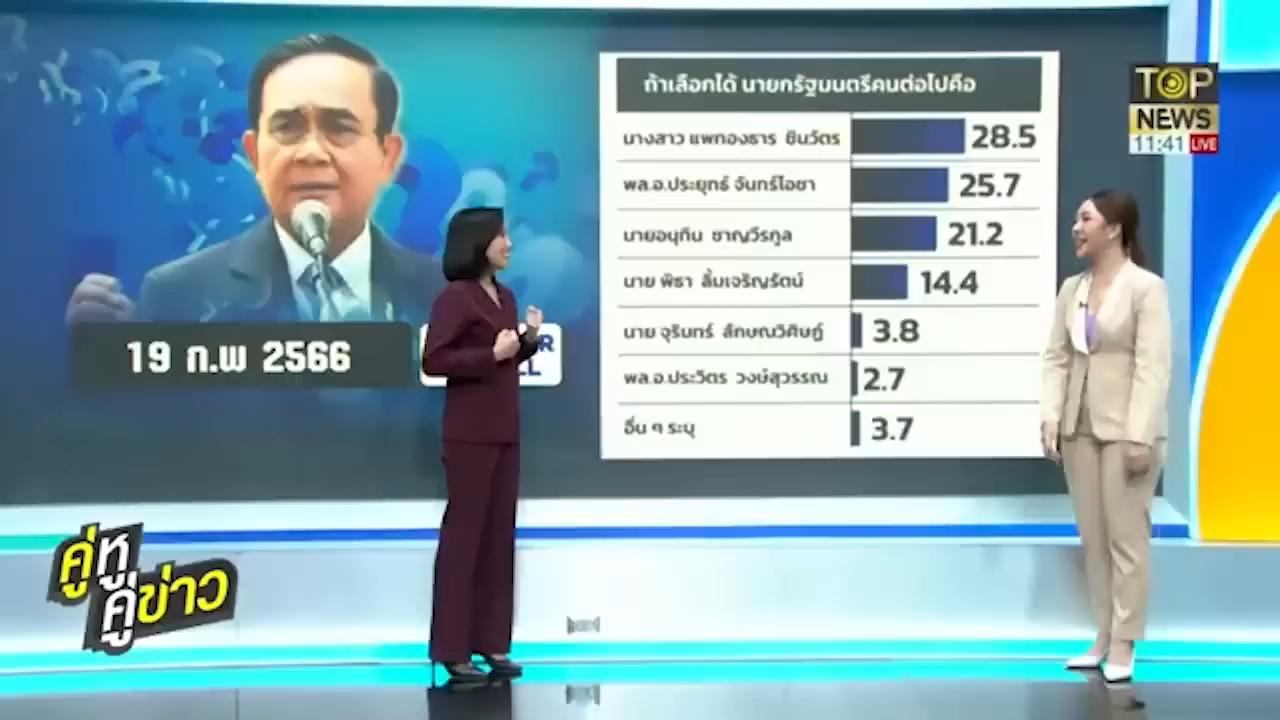 TOP
NEWS
11:41 LIVE
ถ้าเลือกได้ นายกรัฐมนตรีคนต่อไปคือ
นางสาว แพทองธาร ชินวัตร 28.5
พล.อ.ประยุทธ์ จันทร์โอชา 25.7
นายอนุทิน ชาญวีรกูล 21.2
นาย พิธา ลิ้มเจริญรัตน์ 14.4
นาย จุรินทร์ ลักษณวิศิษฏ์ 3.8
พล.อ.ประวิตร วงษ์สุวรรณ 2.7
อื่น ๆ ระบุ 3.7
19 ก.พ 2566
คู่หู
คู่ข่าว